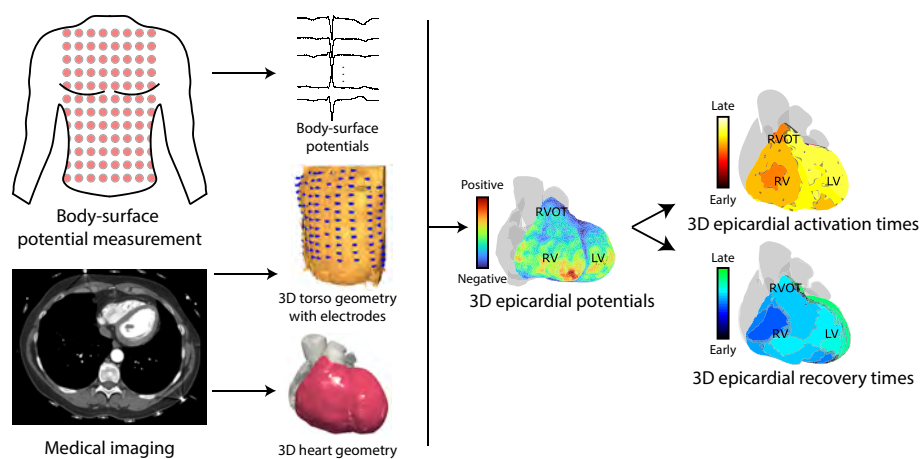 Body-surface
potential measurement
Medical imaging
Body-surface
potentials
3D torso geometry
with electrodes
3D heart geometry
Positive
Negative
RVOT
RV
LV
3D epicardial potentials
Late
Early
RVOT
RV
LV
3D epicardial activation times
Late
Early
RVOT
RV
LV
3D epicardial recovery times